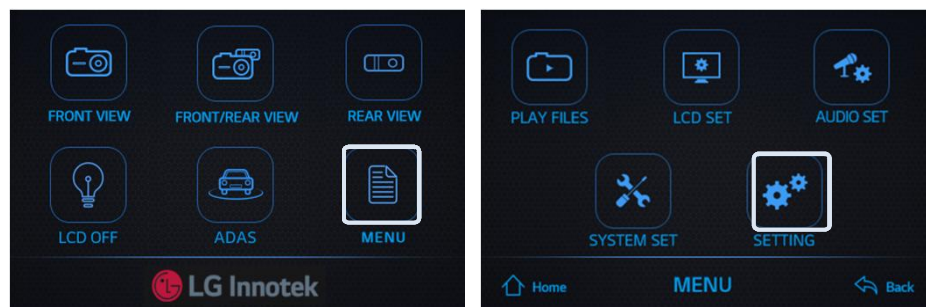 FRONT VIEW
FRONT/REAR VIEW
REAR VIEW
LCD OFF
ADAS
MENU
LG Innotek
PLAY FILES
LCD SET
AUDIO SET
SYSTEM SET
SETTING
Home
MENU
Back